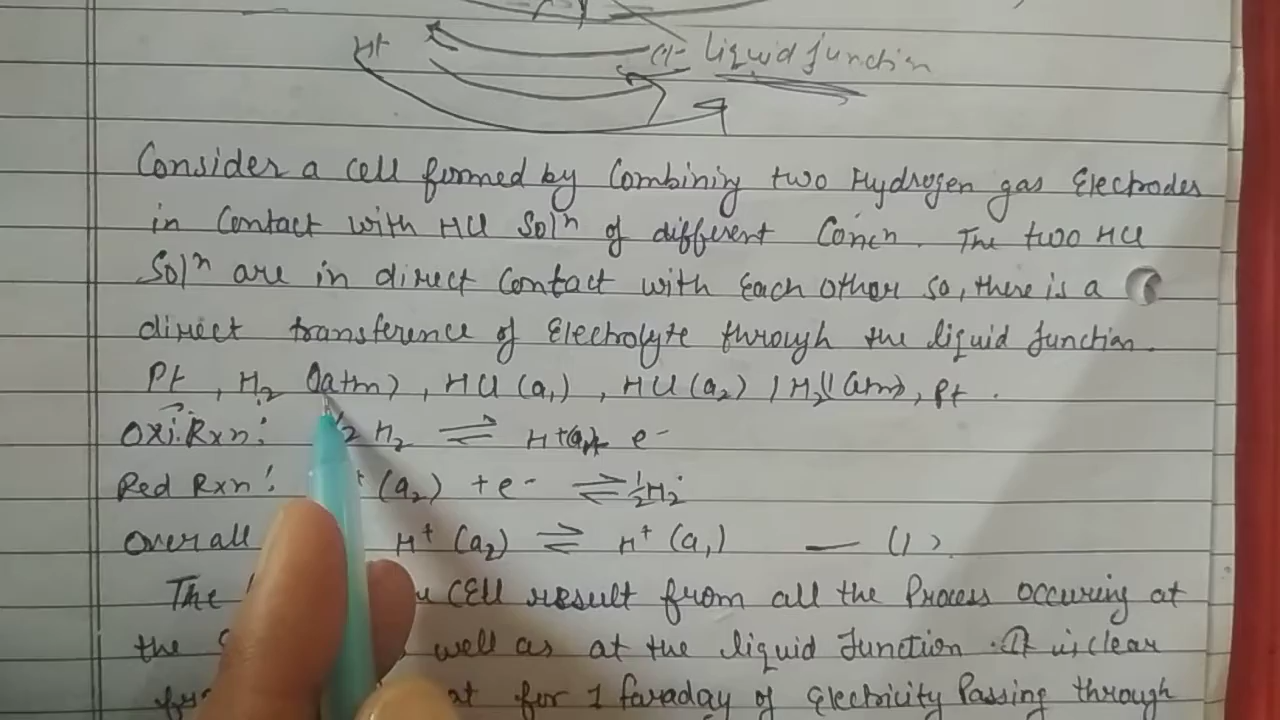 H+ Cl- liquid junction
Consider a cell formed by Combining two Hydrogen gas Electrodes
in Contact with HCl Solⁿ of different Concn. The two HCl
Solⁿ are in direct Contact with Each other so, there is a
direct transference of Electrolyte through the liquid junction.
Pt , H₂ (1atm) , HCl (a₁) , HCl (a₂) | H₂ (1 atm), Pt .
Oxi. Rxn: ½ H₂ ⇌ H+(a₁)+ e-
Red Rxn: + (a₂) + e- ⇌ ½H₂
Overall H+ (a₂) ⇌ H+ (a₁) — (1).
The CEll result from all the Process occuring at
the well as at the liquid Junction . It is clear
at for 1 faraday of Electricity Passing through